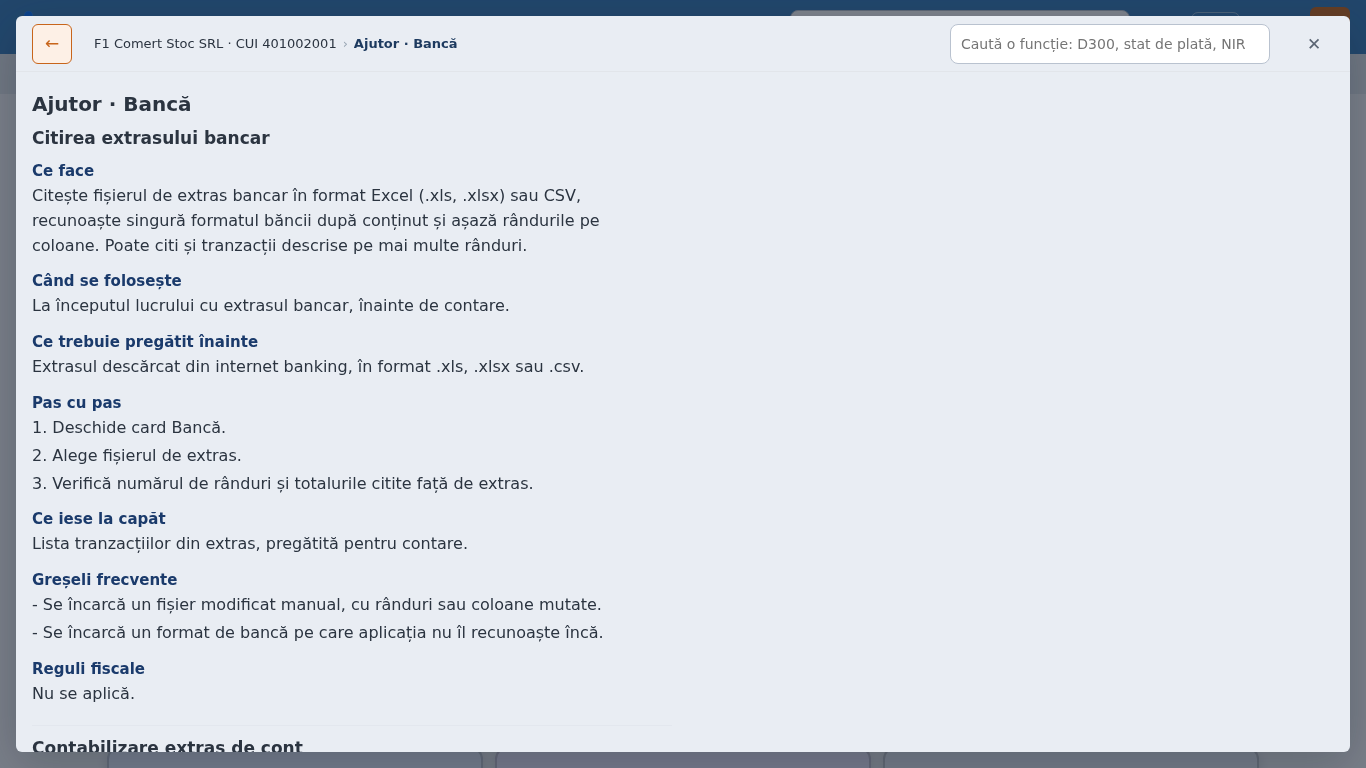 ←
F1 Comert Stoc SRL · CUI 401002001 › Ajutor · Bancă
Caută o funcție: D300, stat de plată, NIR
✕
Ajutor · Bancă
Citirea extrasului bancar
Ce face
Citește fișierul de extras bancar în format Excel (.xls, .xlsx) sau CSV,
recunoaște singură formatul băncii după conținut și așază rândurile pe
coloane. Poate citi și tranzacții descrise pe mai multe rânduri.
Când se folosește
La începutul lucrului cu extrasul bancar, înainte de contare.
Ce trebuie pregătit înainte
Extrasul descărcat din internet banking, în format .xls, .xlsx sau .csv.
Pas cu pas
1. Deschide card Bancă.
2. Alege fișierul de extras.
3. Verifică numărul de rânduri și totalurile citite față de extras.
Ce iese la capăt
Lista tranzacțiilor din extras, pregătită pentru contare.
Greșeli frecvente
- Se încarcă un fișier modificat manual, cu rânduri sau coloane mutate.
- Se încarcă un format de bancă pe care aplicația nu îl recunoaște încă.
Reguli fiscale
Nu se aplică.
Contabilizare extras de cont